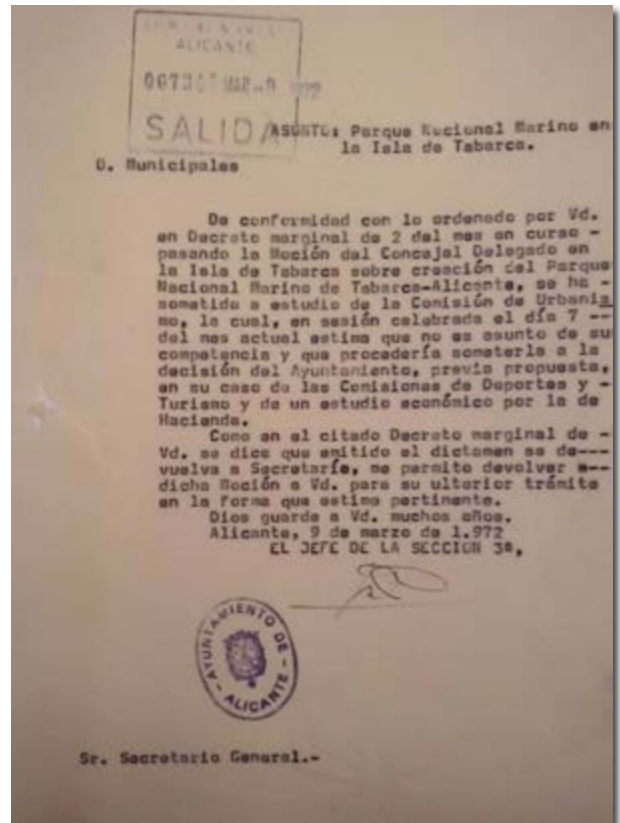 ALICANTE
MAR
SALIDA
ASUNTO: Parque Nacional Marino en
la Isla de Tabarca.
D. Municipales
De conformidad con lo ordenado por Vd.
en Decreto marginal de 2 del mes en curso -
pasando la Moción del Concejal Delegado en
la Isla de Tabarca sobre creación del Parque
Nacional Marino de Tabarca-Alicante, se ha -
sometido a estudio de la Comisión de Urbanis
mo, la cual, en sesión celebrada el día 7 --
del mes actual estima que no es asunto de su
competencia y que procedería someterla a la
decisión del Ayuntamiento, previa propuesta,
en su caso de las Comisiones de Deportes y -
Turismo y de un estudio económico por la de
Hacienda.
Como en el citado Decreto marginal de -
Vd. se dice que emitido el dictamen se de---
vuelva a Secretaría, me permito devolver a--
dicha Moción a Vd. para su ulterior trámite
en la forma que estime pertinente.
Dios guarde a Vd. muchos años.
Alicante, 9 de marzo de 1.972
EL JEFE DE LA SECCION 3ª,
AYUNTAMIENTO DE - ALICANTE -
Sr. Secretario General.-